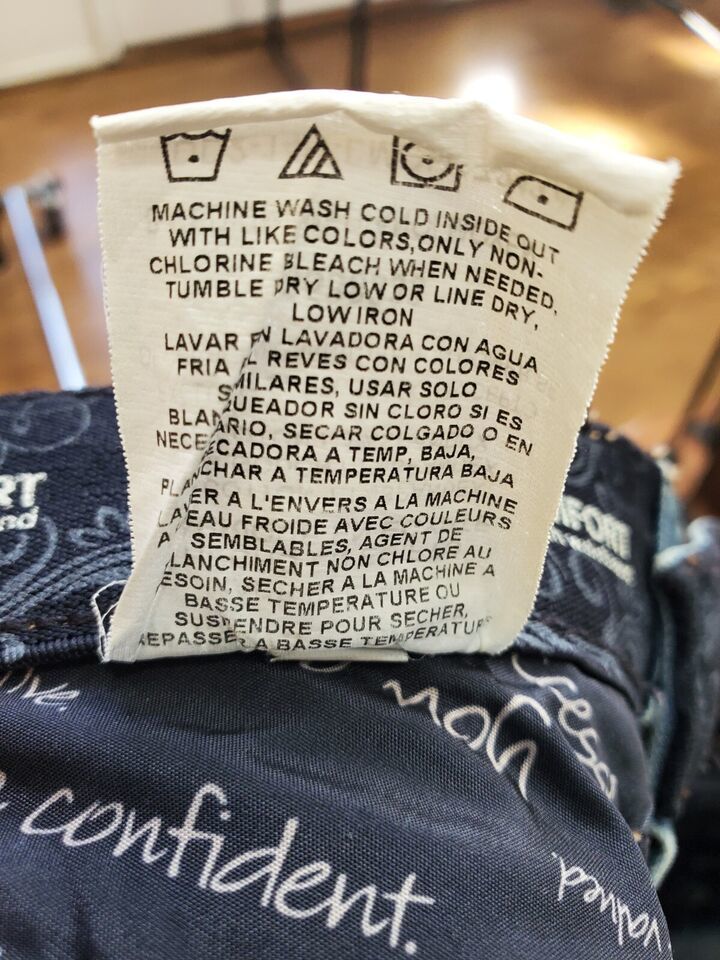 MACHINE WASH COLD INSIDE OUT
WITH LIKE COLORS, ONLY NON-
CHLORINE BLEACH WHEN NEEDED.
TUMBLE DRY LOW OR LINE DRY,
LOW IRON
LAVAR EN LAVADORA CON AGUA
FRIA AL REVES CON COLORES
SIMILARES, USAR SOLO
BLANQUEADOR SIN CLORO SI ES
NECESARIO, SECAR COLGADO O EN
SECADORA A TEMP, BAJA,
PLANCHAR A TEMPERATURA BAJA
LAVER A L'ENVERS A LA MACHINE
A L'EAU FROIDE AVEC COULEURS
SEMBLABLES, AGENT DE
BLANCHIMENT NON CHLORE AU
BESOIN, SECHER A LA MACHINE A
BASSE TEMPERATURE OU
SUSPENDRE POUR SECHER,
REPASSER A BASSE TEMPERATURE
you
confident.
valued.